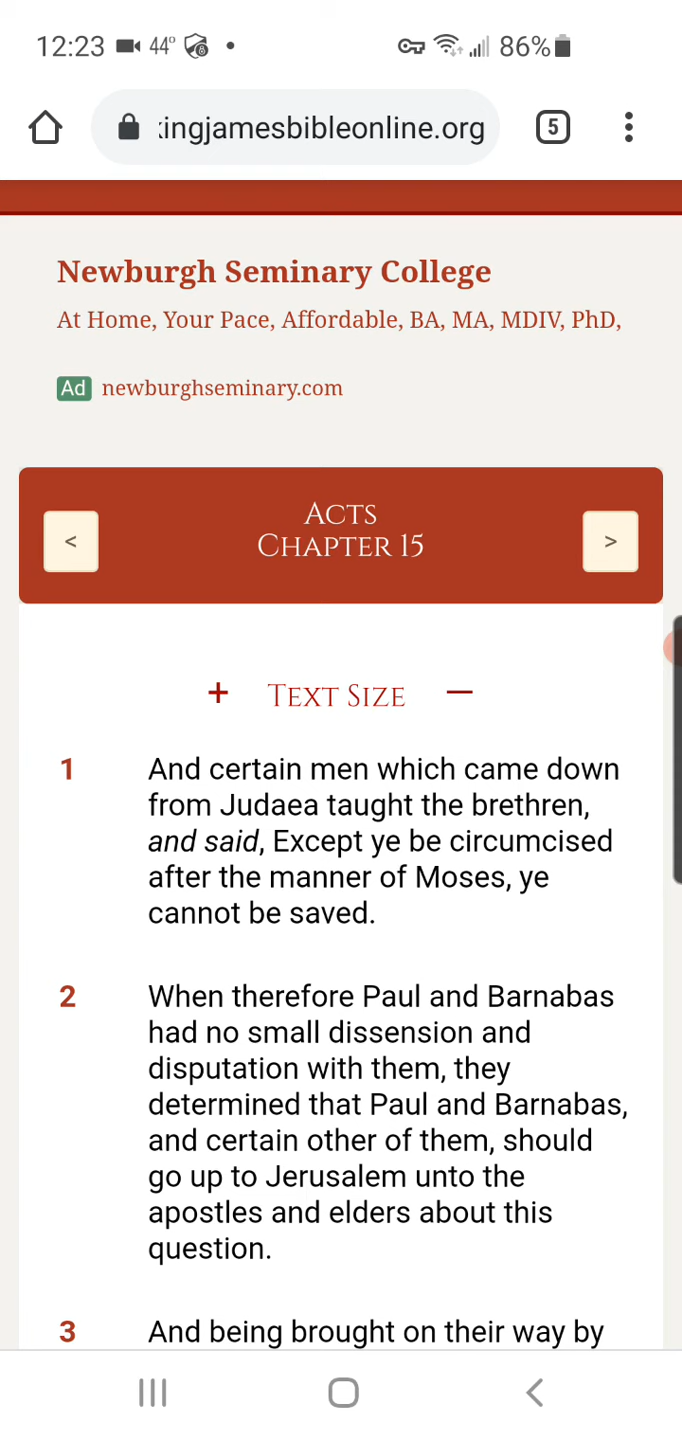 12:23 44° 86%
:ingjamesbibleonline.org 5
Newburgh Seminary College
At Home, Your Pace, Affordable, BA, MA, MDIV, PhD,
Ad newburghseminary.com
< ACTS >
CHAPTER 15
+ TEXT SIZE −
1 And certain men which came down
from Judaea taught the brethren,
and said, Except ye be circumcised
after the manner of Moses, ye
cannot be saved.
2 When therefore Paul and Barnabas
had no small dissension and
disputation with them, they
determined that Paul and Barnabas,
and certain other of them, should
go up to Jerusalem unto the
apostles and elders about this
question.
3 And being brought on their way by